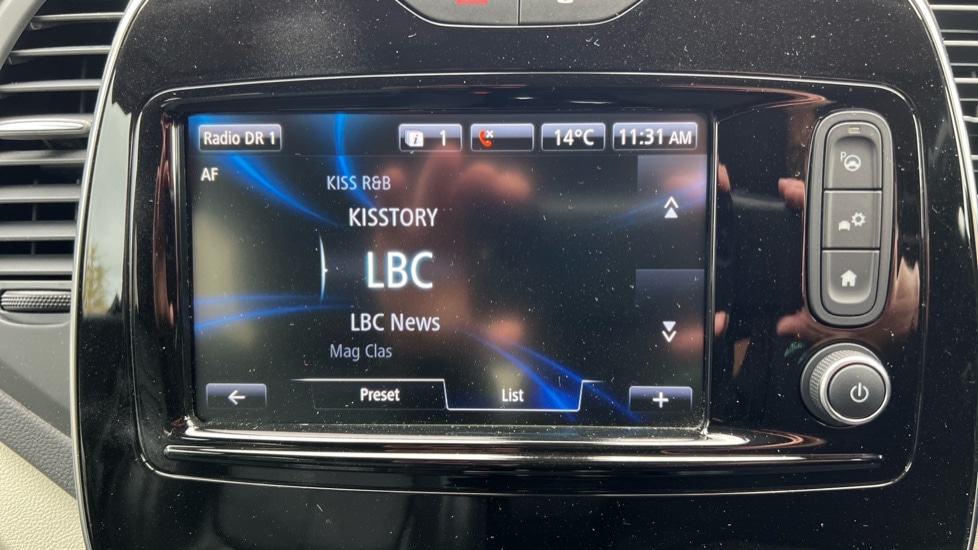 Radio DR 1
i 1
14°C
11:31 AM
AF
KISS R&B
KISSTORY
LBC
LBC News
Mag Clas
Preset
List
P